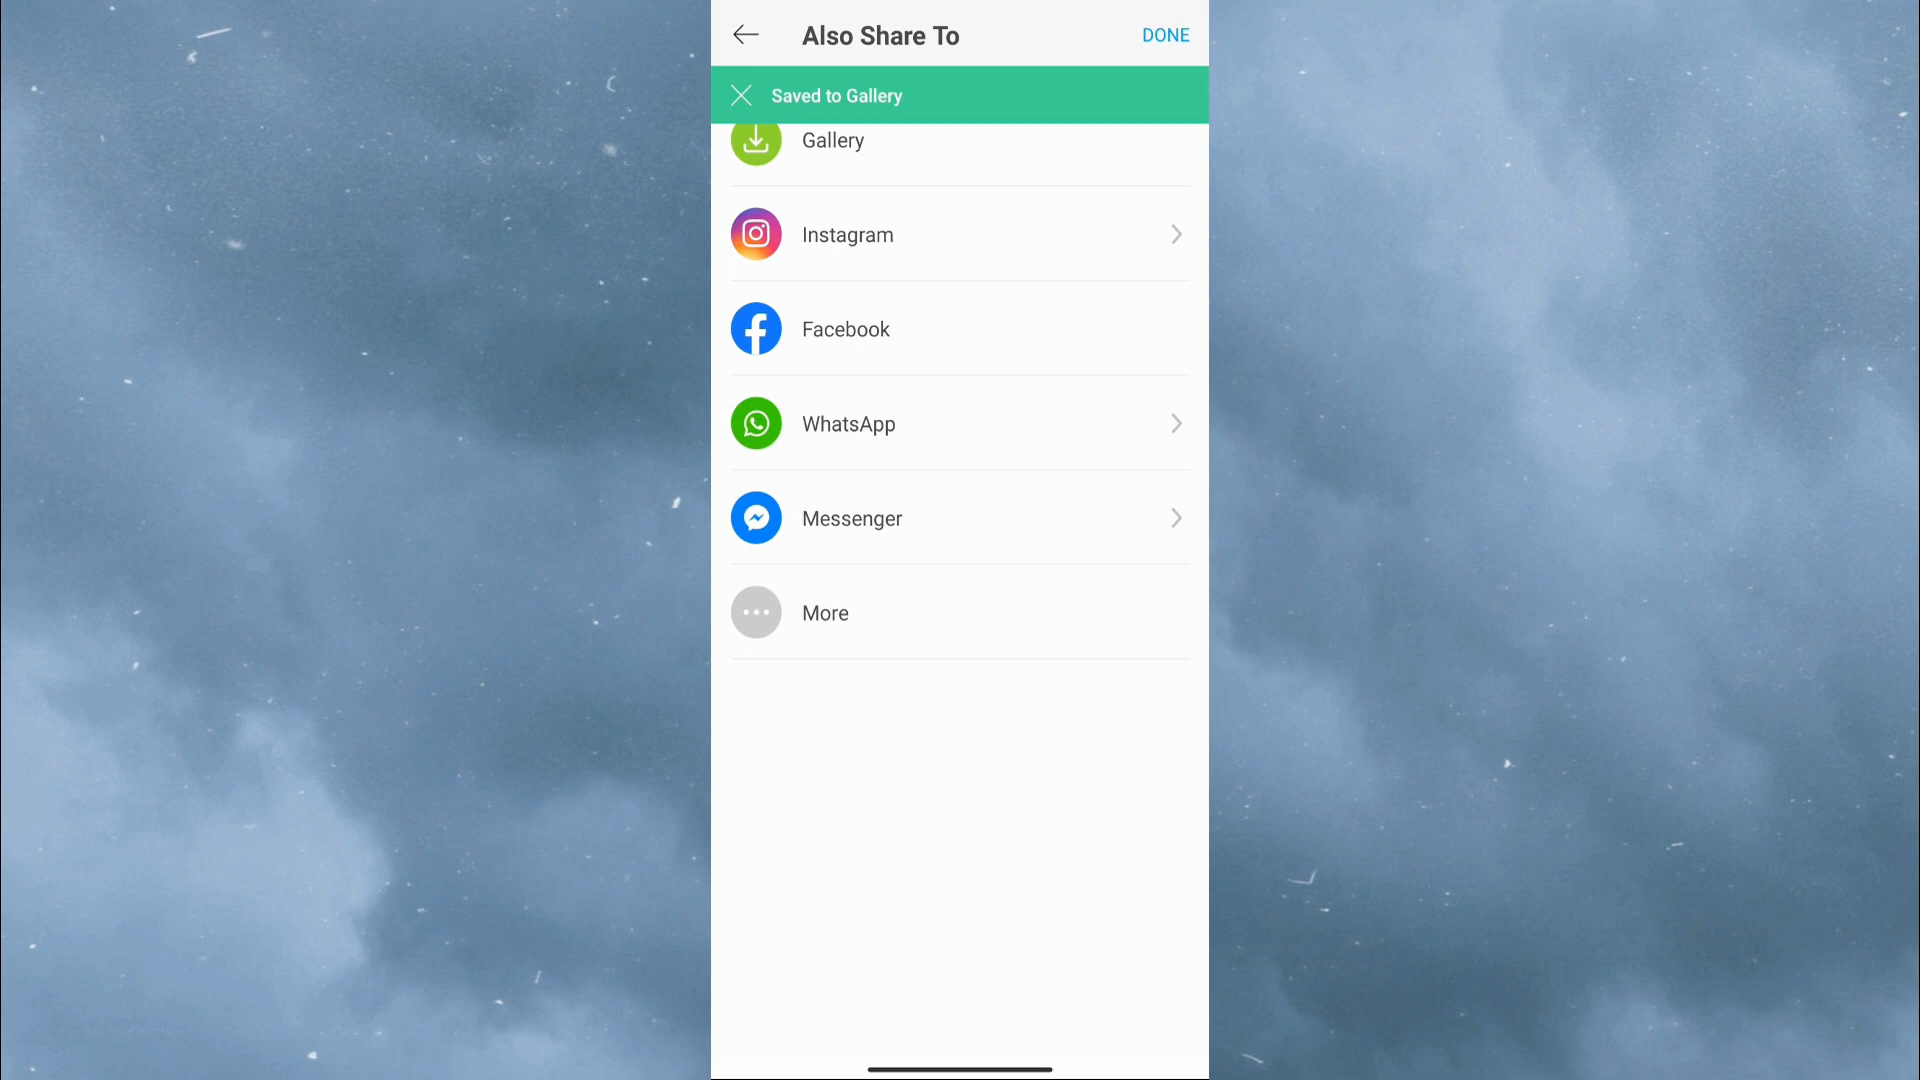 Also Share To
DONE
Saved to Gallery
Gallery
Instagram
Facebook
WhatsApp
Messenger
More